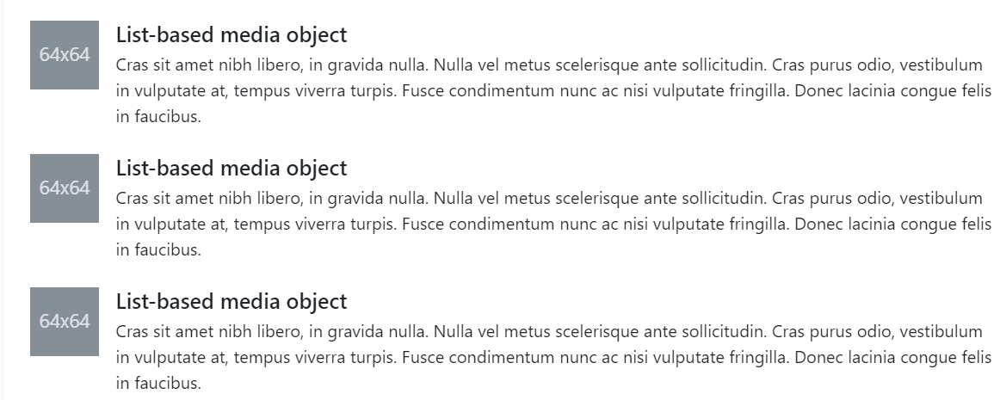 64x64
List-based media object
Cras sit amet nibh libero, in gravida nulla. Nulla vel metus scelerisque ante sollicitudin. Cras purus odio, vestibulum
in vulputate at, tempus viverra turpis. Fusce condimentum nunc ac nisi vulputate fringilla. Donec lacinia congue felis
in faucibus.
64x64
List-based media object
Cras sit amet nibh libero, in gravida nulla. Nulla vel metus scelerisque ante sollicitudin. Cras purus odio, vestibulum
in vulputate at, tempus viverra turpis. Fusce condimentum nunc ac nisi vulputate fringilla. Donec lacinia congue felis
in faucibus.
64x64
List-based media object
Cras sit amet nibh libero, in gravida nulla. Nulla vel metus scelerisque ante sollicitudin. Cras purus odio, vestibulum
in vulputate at, tempus viverra turpis. Fusce condimentum nunc ac nisi vulputate fringilla. Donec lacinia congue felis
in faucibus.